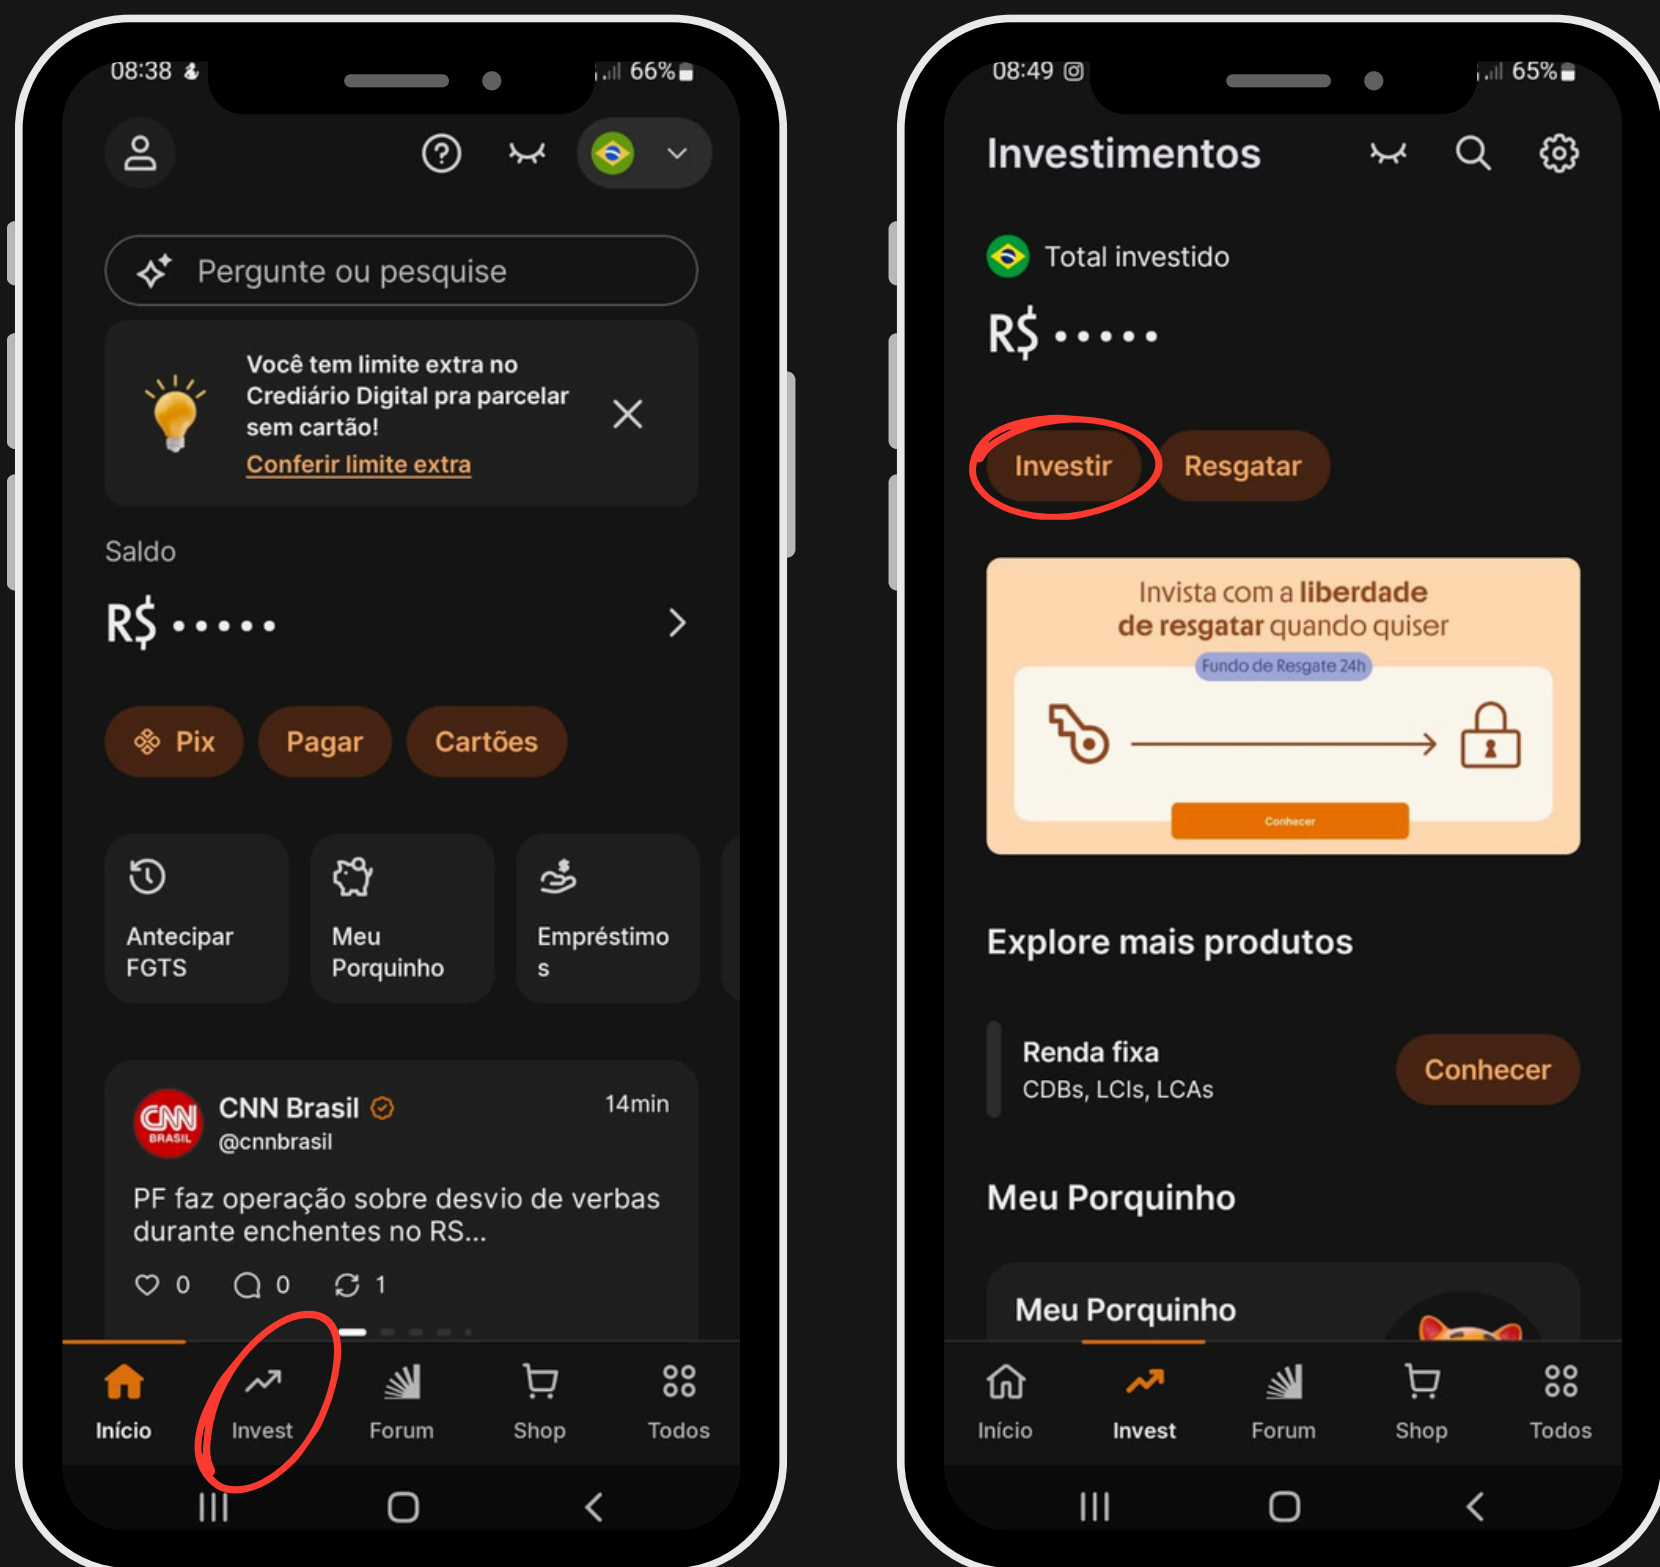 08:38
66%
Pergunte ou pesquise
Você tem limite extra no
Crediário Digital pra parcelar
sem cartão!
Conferir limite extra
Saldo
R$ •••••
Pix
Pagar
Cartões
Antecipar
FGTS
Meu
Porquinho
Empréstimo
s
CNN
BRASIL
CNN Brasil
14min
@cnnbrasil
PF faz operação sobre desvio de verbas
durante enchentes no RS...
0
0
1
Início
Invest
Forum
Shop
Todos
08:49
65%
Investimentos
Total investido
R$ •••••
Investir
Resgatar
Invista com a liberdade
de resgatar quando quiser
Fundo de Resgate 24h
Conhecer
Explore mais produtos
Renda fixa
CDBs, LCIs, LCAs
Conhecer
Meu Porquinho
Meu Porquinho
Início
Invest
Forum
Shop
Todos